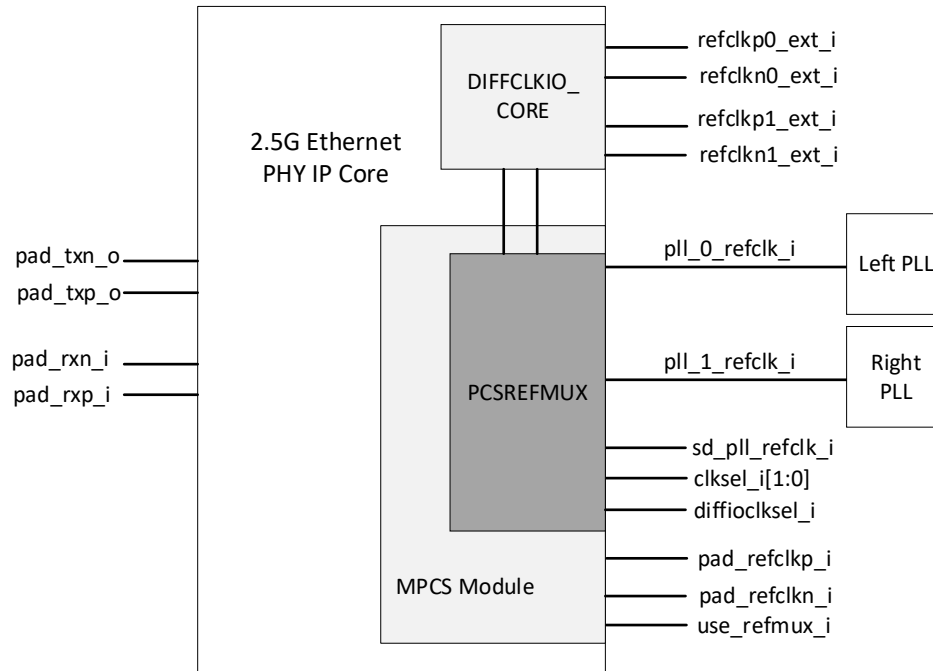 refclkp0_ext_i
refclkn0_ext_i
DIFFCLKIO_
CORE
refclkp1_ext_i
refclkn1_ext_i
2.5G Ethernet
PHY IP Core
pad_txn_o
pad_txp_o
pll_0_refclk_i
Left PLL
pad_rxn_i
pad_rxp_i
PCSREFMUX
pll_1_refclk_i
Right
PLL
sd_pll_refclk_i
clksel_i[1:0]
diffioclksel_i
pad_refclkp_i
MPCS Module
pad_refclkn_i
use_refmux_i